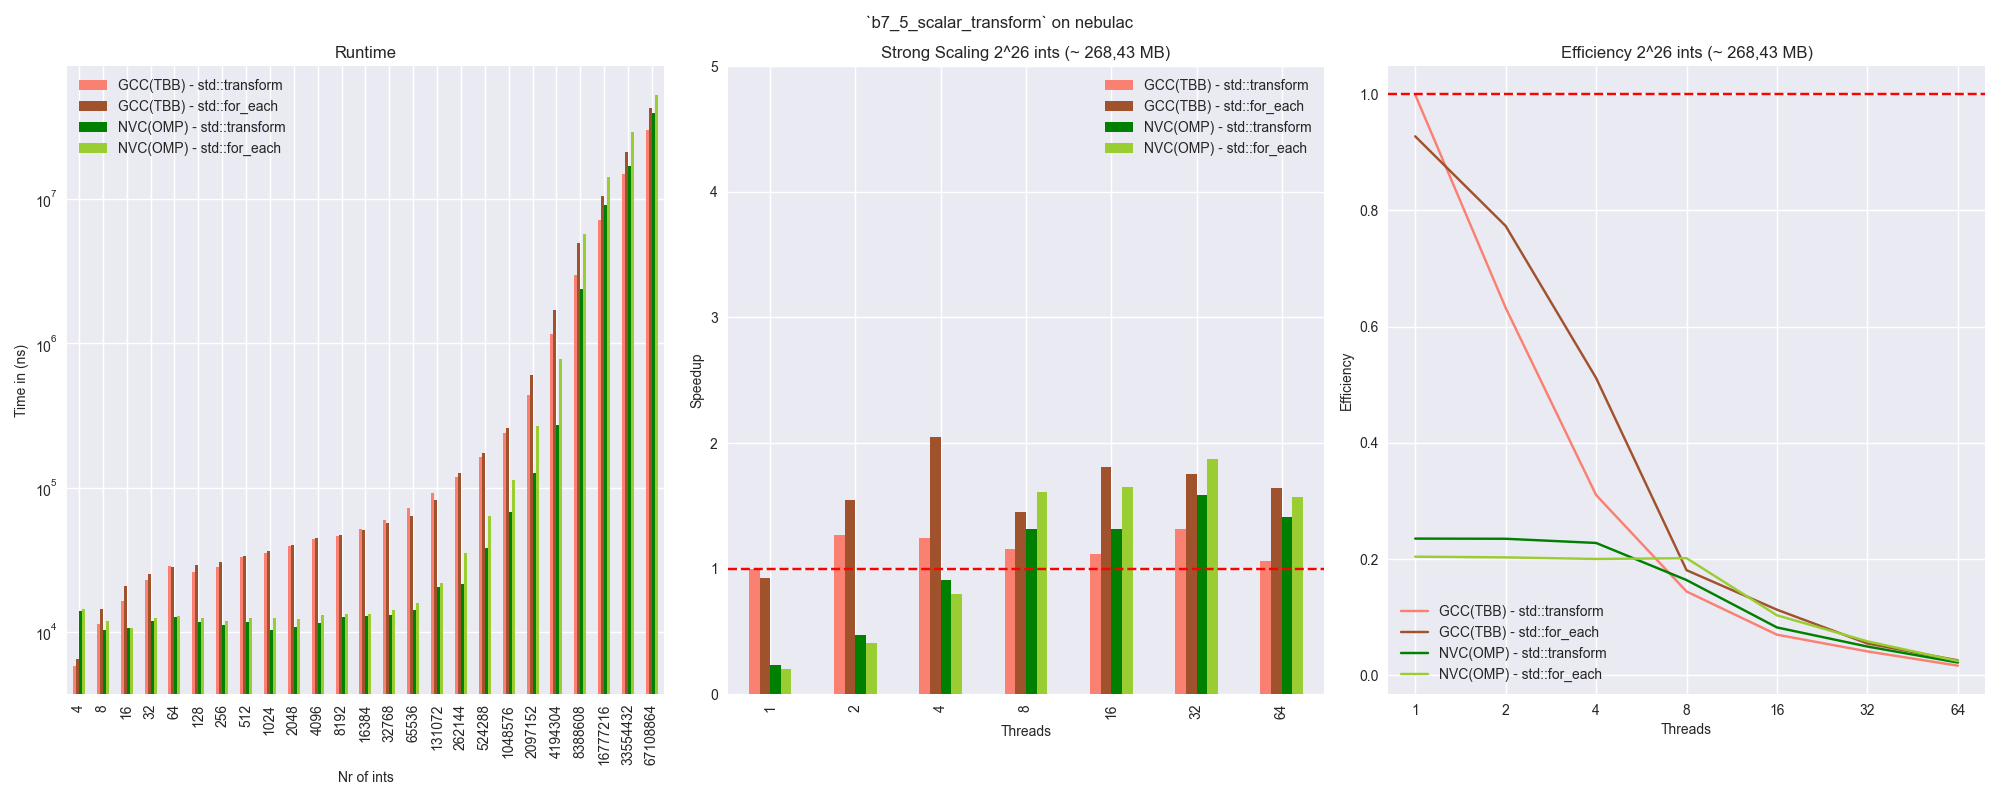 `b7_5_scalar_transform` on nebulac
Runtime
GCC(TBB) - std::transform
GCC(TBB) - std::for_each
NVC(OMP) - std::transform
NVC(OMP) - std::for_each
10^7
10^6
10^5
10^4
Time in (ns)
4 8 16 32 64 128 256 512 1024 2048 4096 8192 16384 32768 65536 131072 262144 524288 1048576 2097152 4194304 8388608 16777216 33554432 67108864
Nr of ints
Strong Scaling 2^26 ints (~ 268,43 MB)
GCC(TBB) - std::transform
GCC(TBB) - std::for_each
NVC(OMP) - std::transform
NVC(OMP) - std::for_each
5
4
3
2
1
0
Speedup
1 2 4 8 16 32 64
Threads
Efficiency 2^26 ints (~ 268,43 MB)
1.0
0.8
0.6
0.4
0.2
0.0
Efficiency
GCC(TBB) - std::transform
GCC(TBB) - std::for_each
NVC(OMP) - std::transform
NVC(OMP) - std::for_each
1 2 4 8 16 32 64
Threads